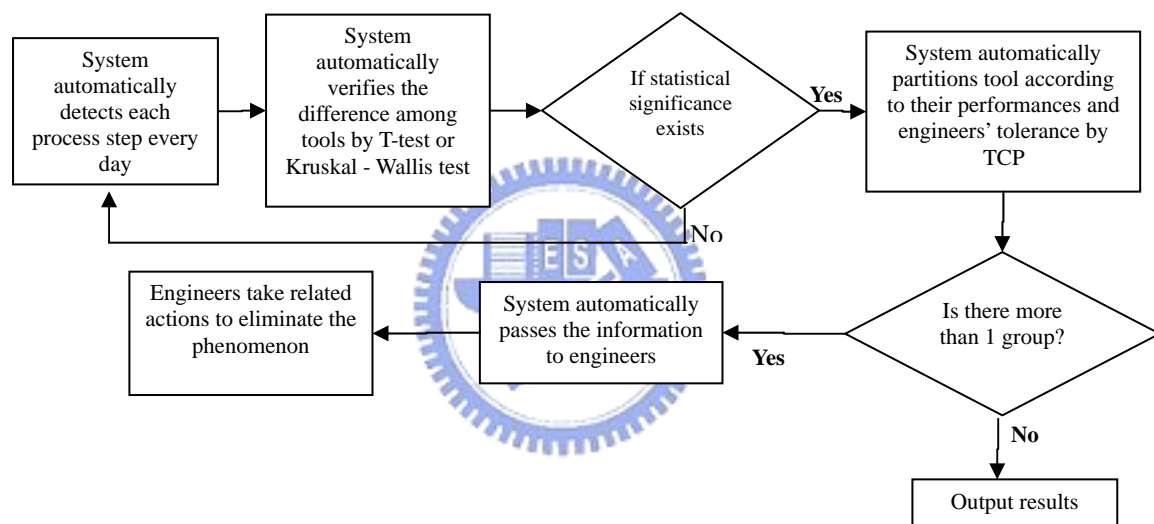 System
automatically
detects each
process step every
day
System
automatically
verifies the
difference among
tools by T-test or
Kruskal - Wallis test
If statistical
significance
exists
Yes
No
System automatically
partitions tool according
to their performances and
engineers' tolerance by
TCP
Is there more
than 1 group?
Yes
No
System automatically
passes the information
to engineers
Engineers take related
actions to eliminate the
phenomenon
Output results
E S A